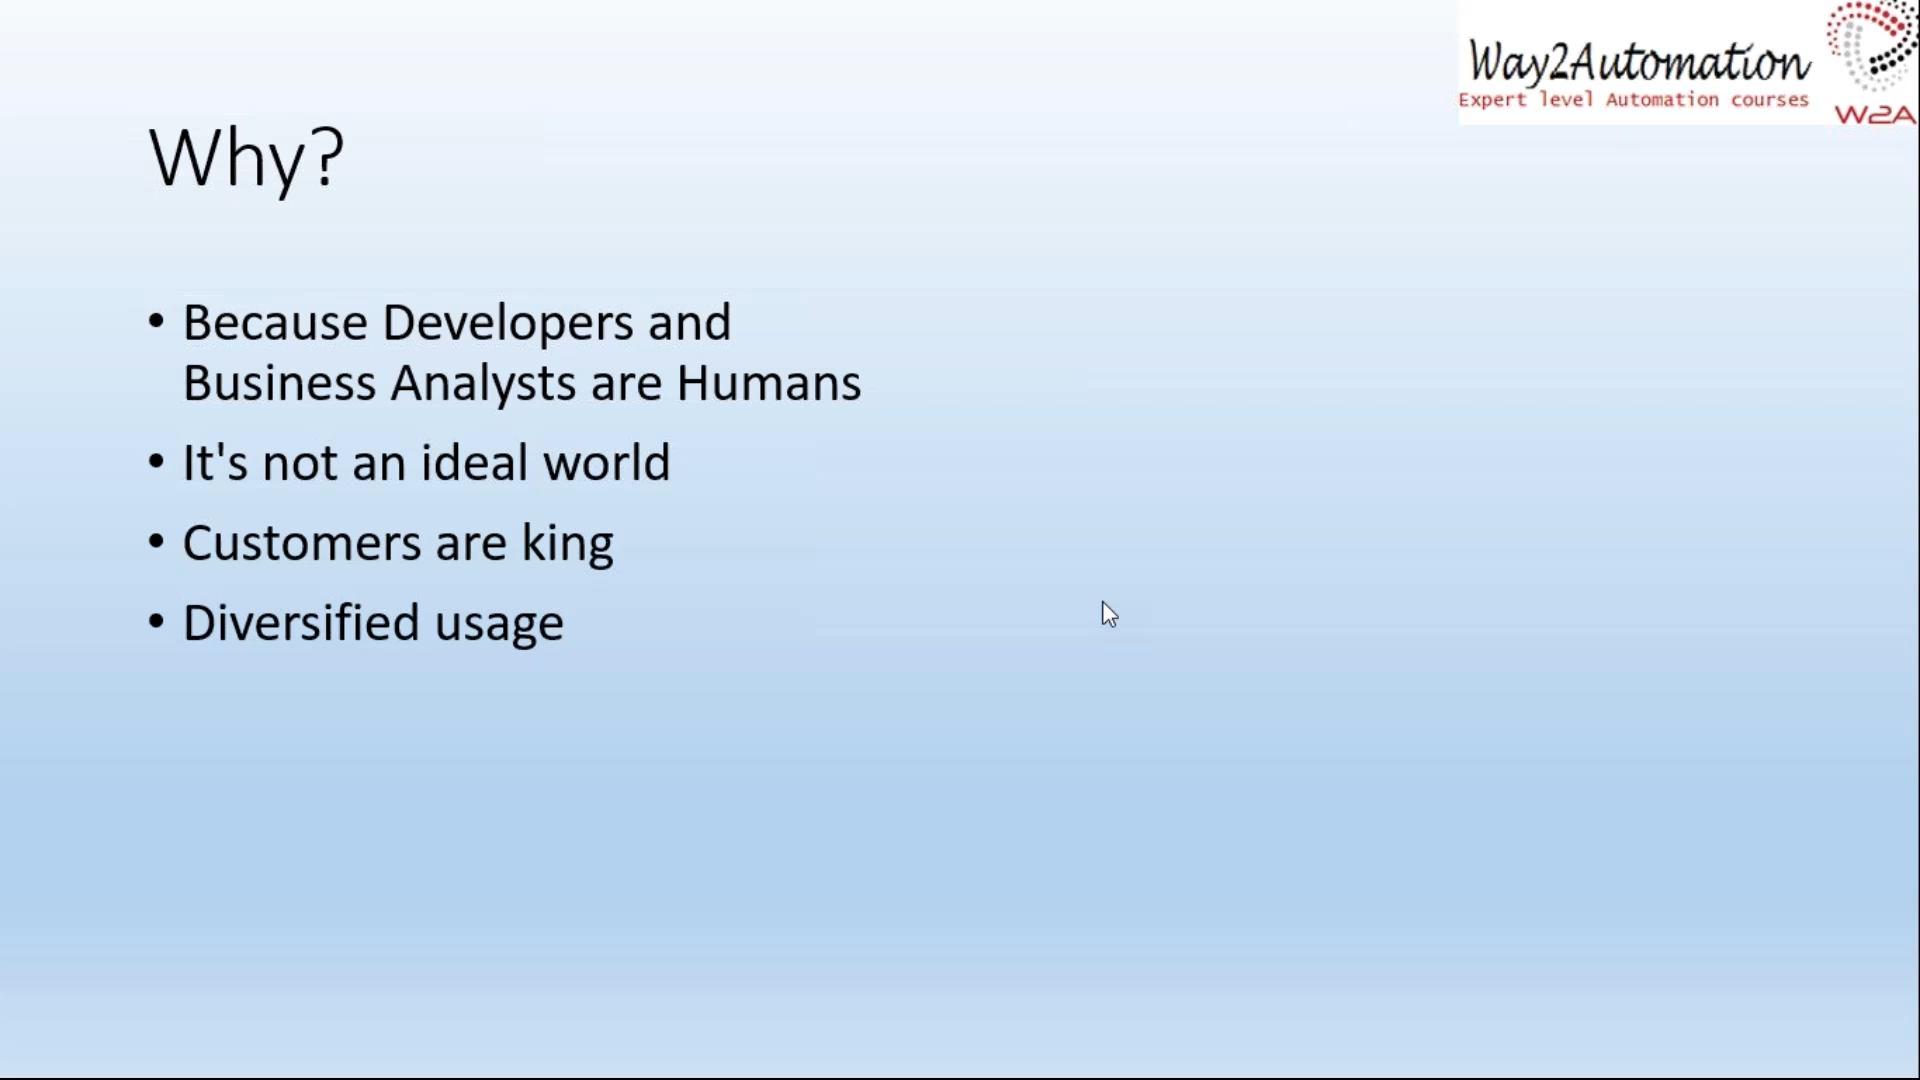 Way2Automation
Expert level Automation courses
W2A
Why?
• Because Developers and
Business Analysts are Humans
• It's not an ideal world
• Customers are king
• Diversified usage